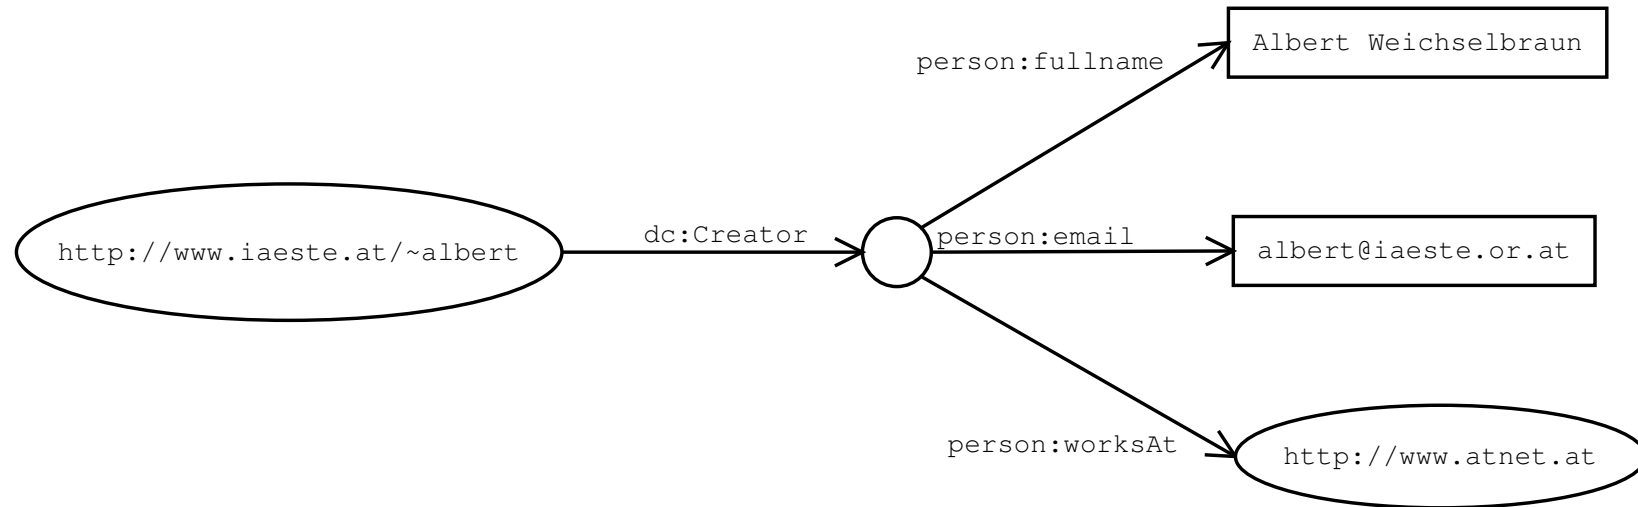 Albert Weichselbraun
person:fullname
dc:Creator
person:email
http://www.iaeste.at/~albert
albert@iaeste.or.at
person:worksAt
http://www.atnet.at